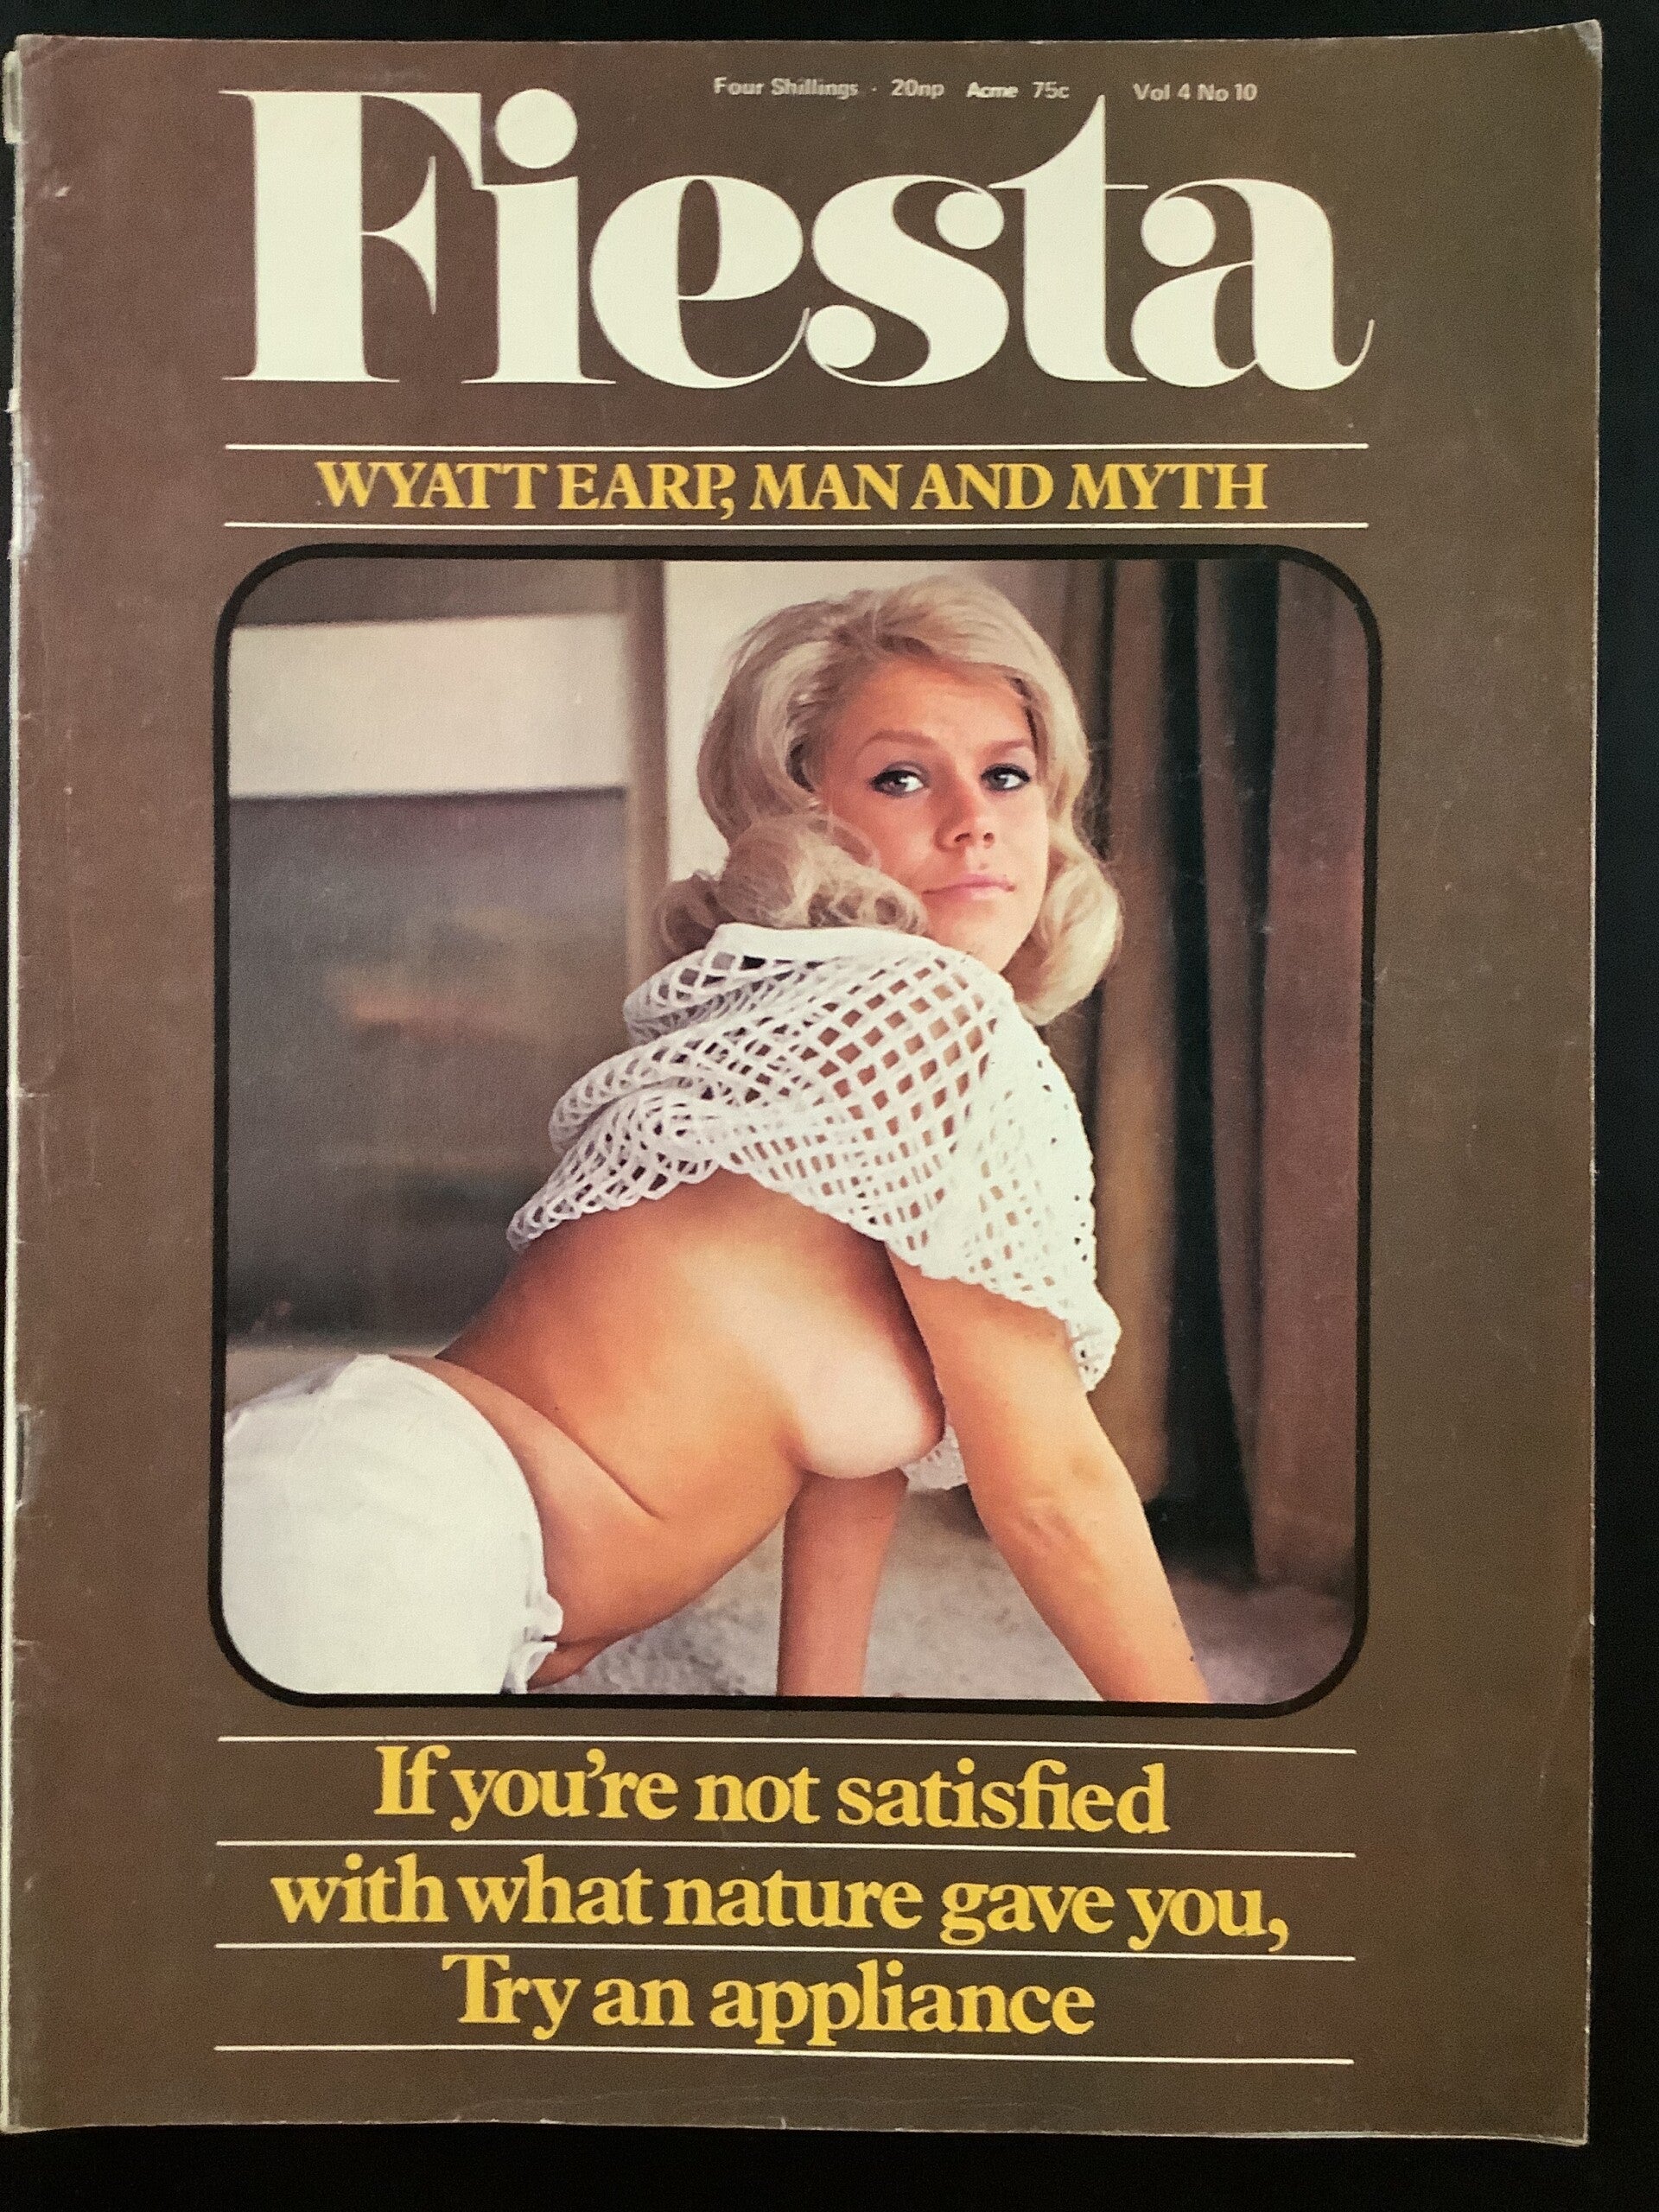 Four Shillings · 20np Acme 75c Vol 4 No 10
Fiesta
WYATT EARP, MAN AND MYTH
If you're not satisfied
with what nature gave you,
Try an appliance